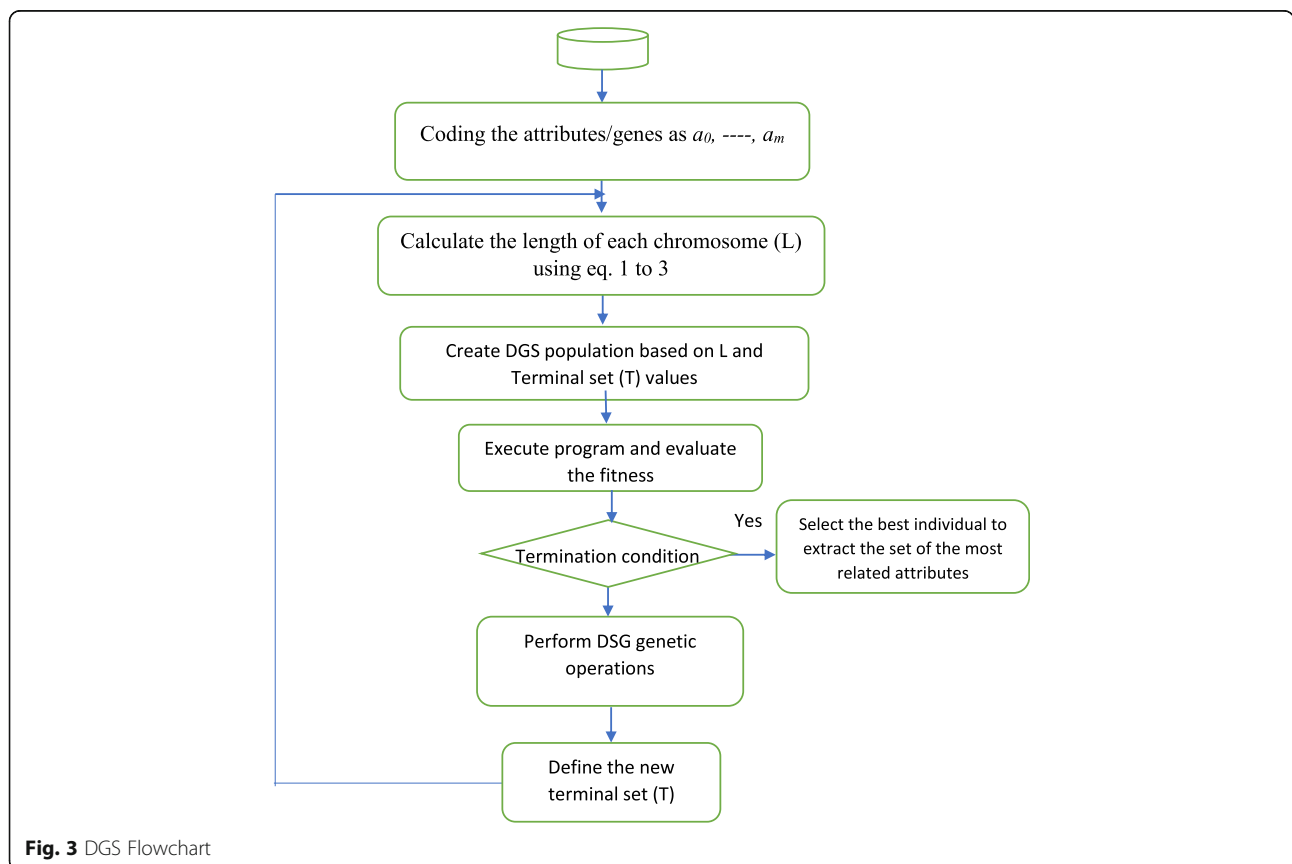 Coding the attributes/genes as a0, ----, am
Calculate the length of each chromosome (L)
using eq. 1 to 3
Create DGS population based on L and
Terminal set (T) values
Execute program and evaluate
the fitness
Termination condition
Yes
Select the best individual to
extract the set of the most
related attributes
Perform DSG genetic
operations
Define the new
terminal set (T)
Fig. 3 DGS Flowchart